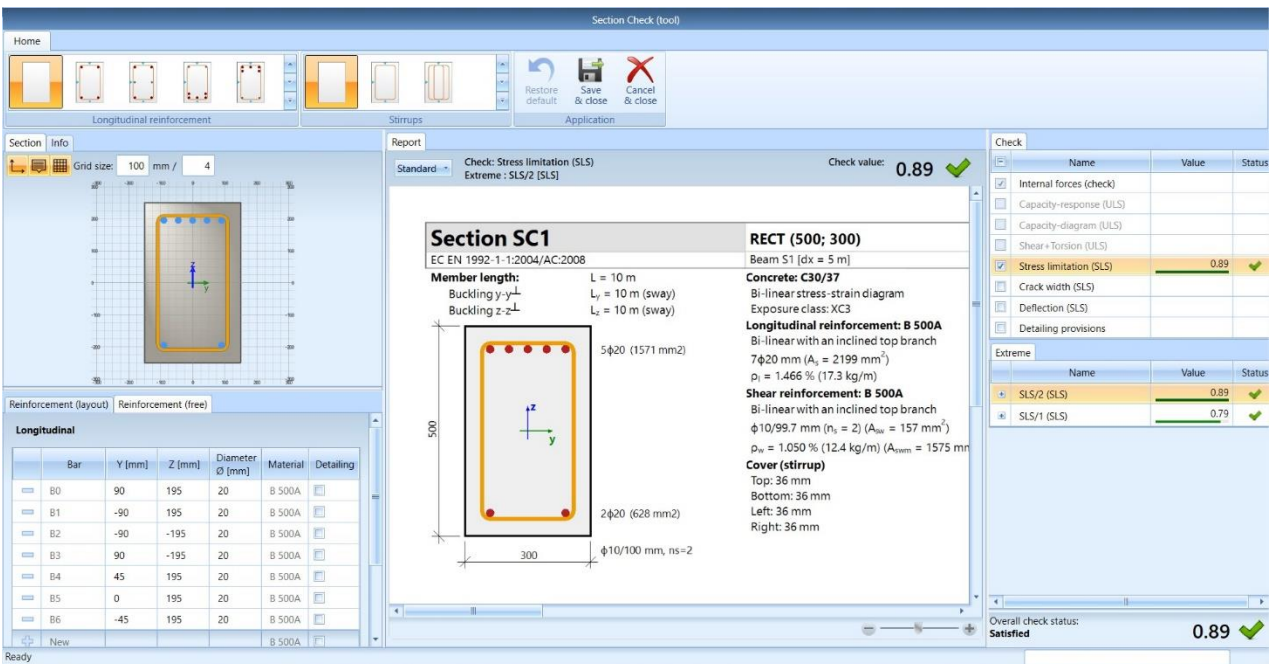 Section Check (tool)
Home
Restore default
Save & close
Cancel & close
Longitudinal reinforcement
Stirrups
Application
Section Info
Grid size: 100 mm / 4
Reinforcement (layout) Reinforcement (free)
Longitudinal
Bar Y [mm] Z [mm] Diameter Ø [mm] Material Detailing
B0 90 195 20 B 500A
B1 -90 195 20 B 500A
B2 -90 -195 20 B 500A
B3 90 -195 20 B 500A
B4 45 195 20 B 500A
B5 0 195 20 B 500A
B6 -45 195 20 B 500A
New B 500A
Ready
Report
Standard
Check: Stress limitation (SLS)
Extreme : SLS/2 [SLS]
Check value: 0.89
Section SC1
EC EN 1992-1-1:2004/AC:2008
Member length: L = 10 m
Buckling y-y┴ Ly = 10 m (sway)
Buckling z-z┴ Lz = 10 m (sway)
5ϕ20 (1571 mm2)
500
z
y
2ϕ20 (628 mm2)
ϕ10/100 mm, ns=2
300
RECT (500; 300)
Beam S1 [dx = 5 m]
Concrete: C30/37
Bi-linear stress-strain diagram
Exposure class: XC3
Longitudinal reinforcement: B 500A
Bi-linear with an inclined top branch
7ϕ20 mm (As = 2199 mm²)
ρl = 1.466 % (17.3 kg/m)
Shear reinforcement: B 500A
Bi-linear with an inclined top branch
ϕ10/99.7 mm (ns = 2) (Asw = 157 mm²)
ρw = 1.050 % (12.4 kg/m) (Aswm = 1575 mm
Cover (stirrup)
Top: 36 mm
Bottom: 36 mm
Left: 36 mm
Right: 36 mm
Check
Name Value Status
Internal forces (check)
Capacity-response (ULS)
Capacity-diagram (ULS)
Shear+Torsion (ULS)
Stress limitation (SLS) 0.89
Crack width (SLS)
Deflection (SLS)
Detailing provisions
Extreme
Name Value Status
SLS/2 (SLS) 0.89
SLS/1 (SLS) 0.79
Overall check status:
Satisfied 0.89